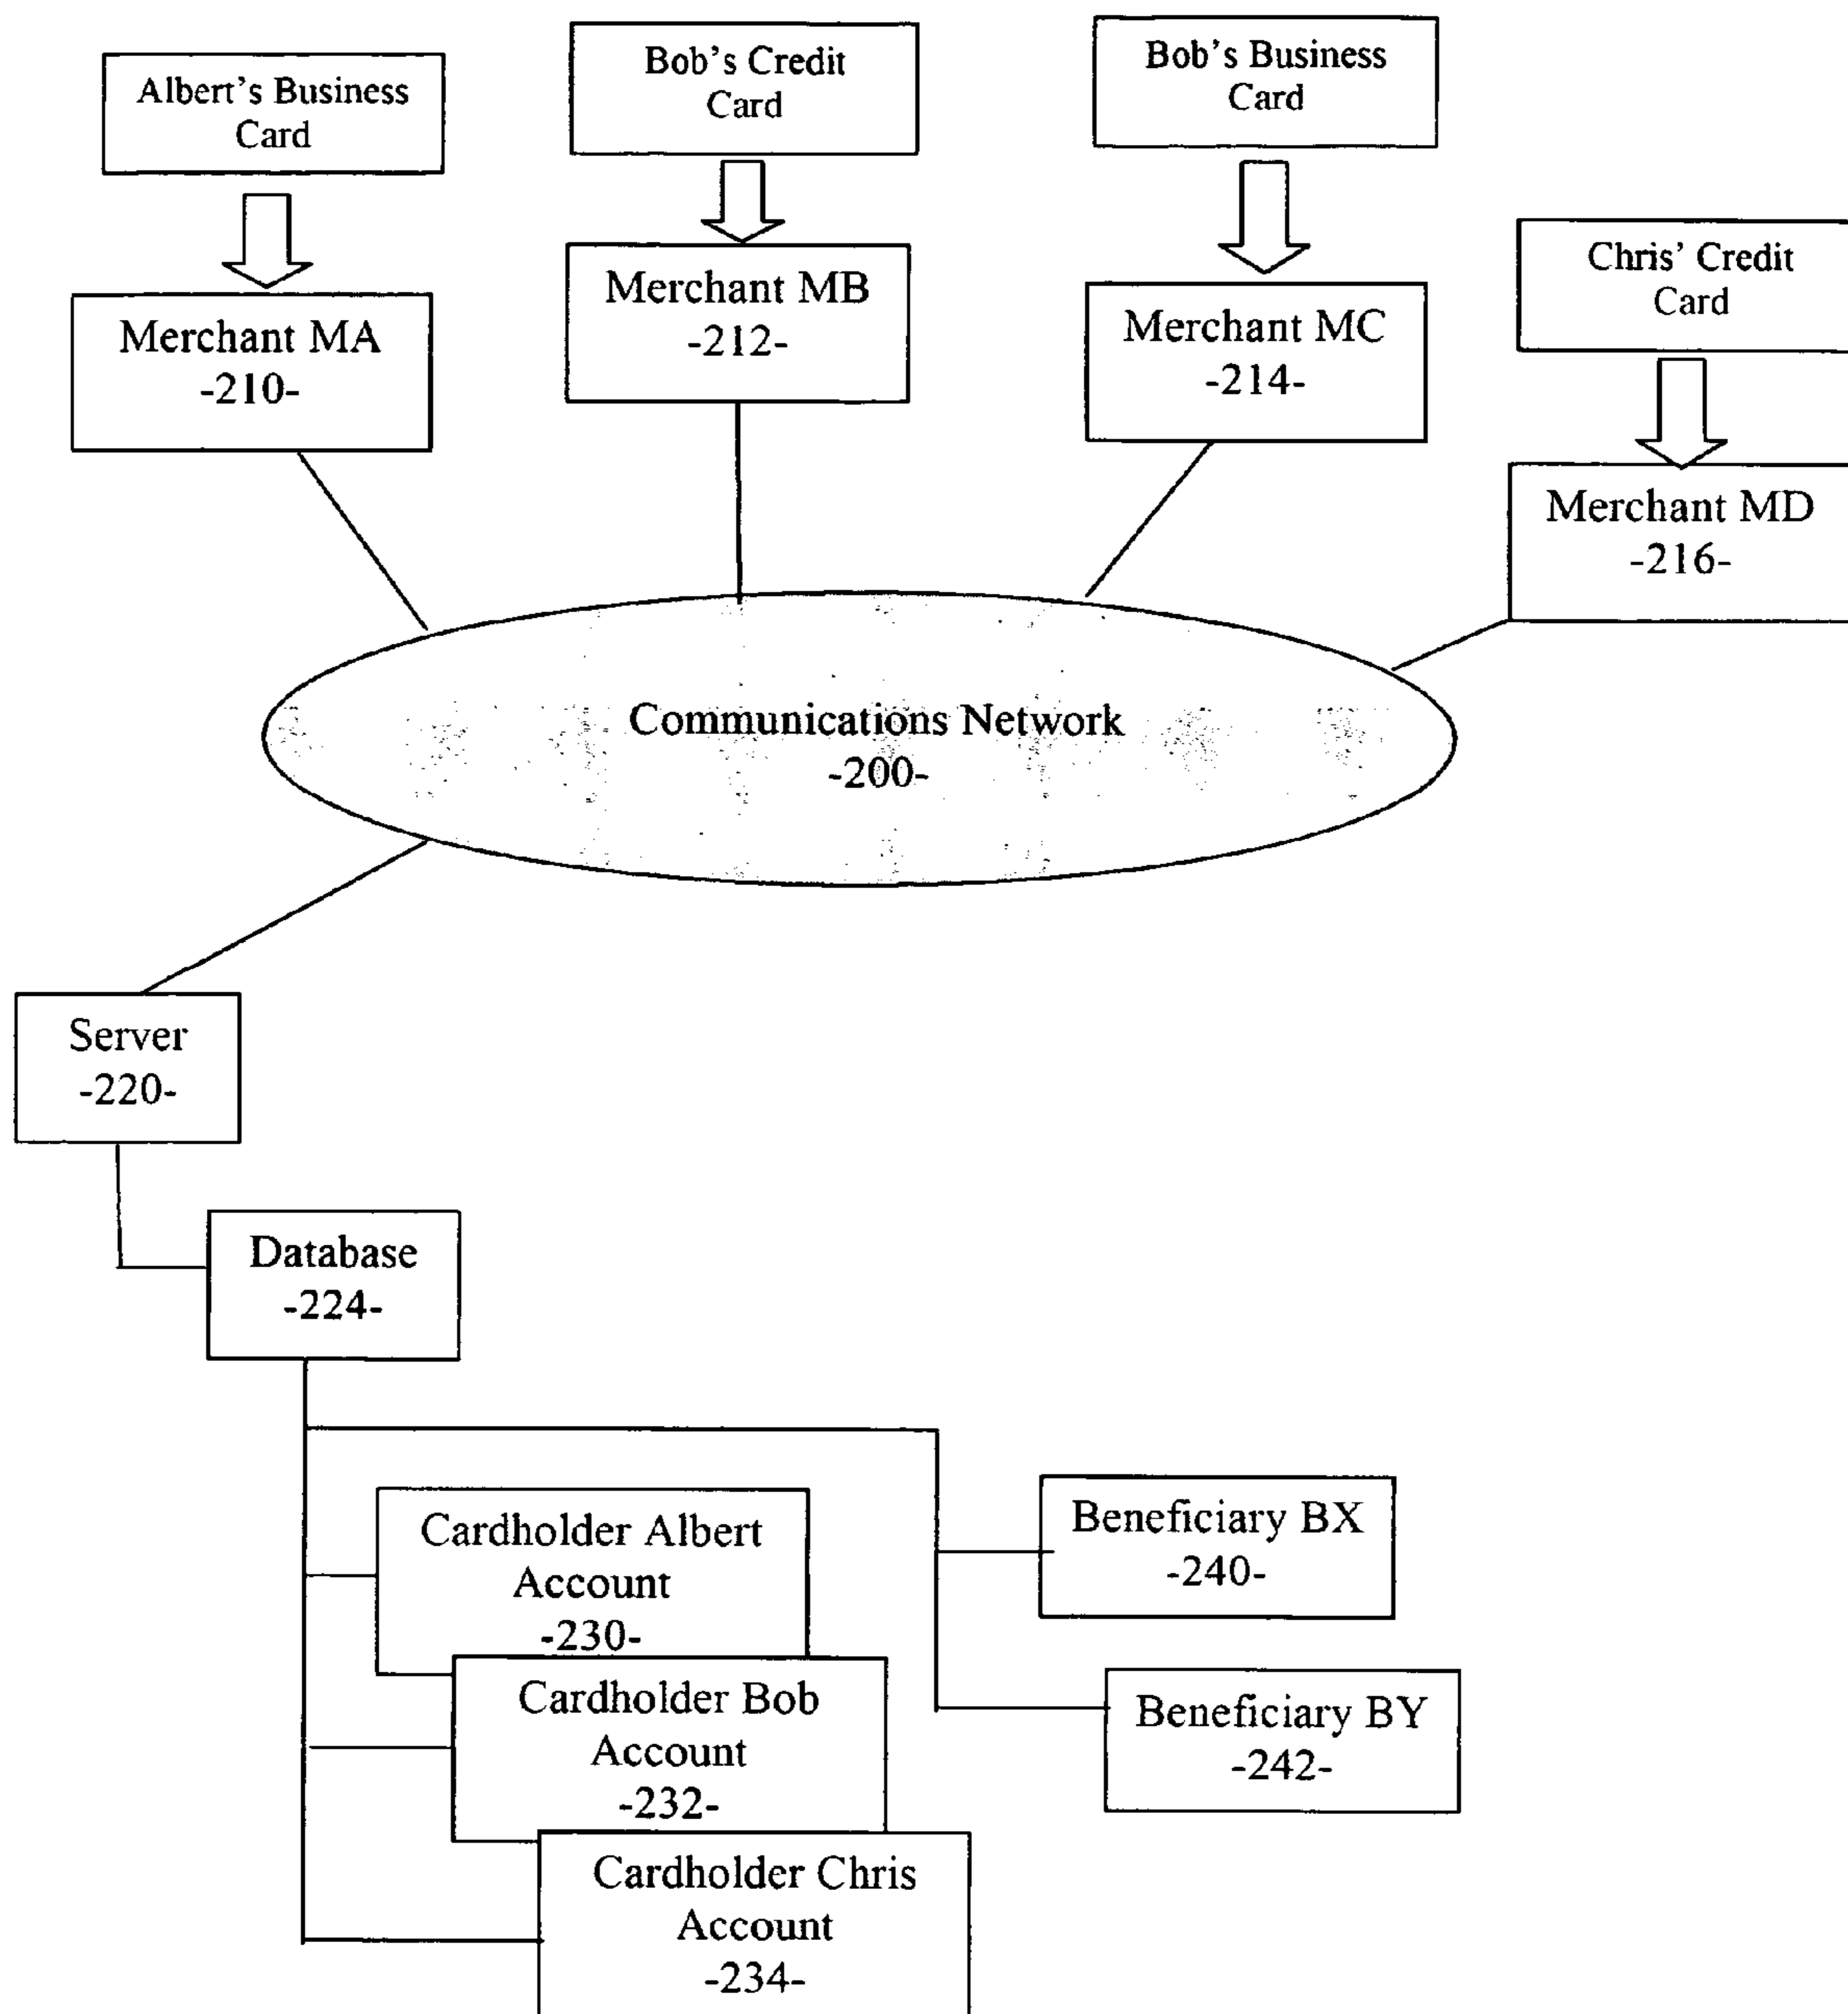 Albert's Business
Card
Bob's Credit
Card
Bob's Business
Card
Chris' Credit
Card
Merchant MA
-210-
Merchant MB
-212-
Merchant MC
-214-
Merchant MD
-216-
Communications Network
-200-
Server
-220-
Database
-224-
Cardholder Albert
Account
-230-
Cardholder Bob
Account
-232-
Cardholder Chris
Account
-234-
Beneficiary BX
-240-
Beneficiary BY
-242-